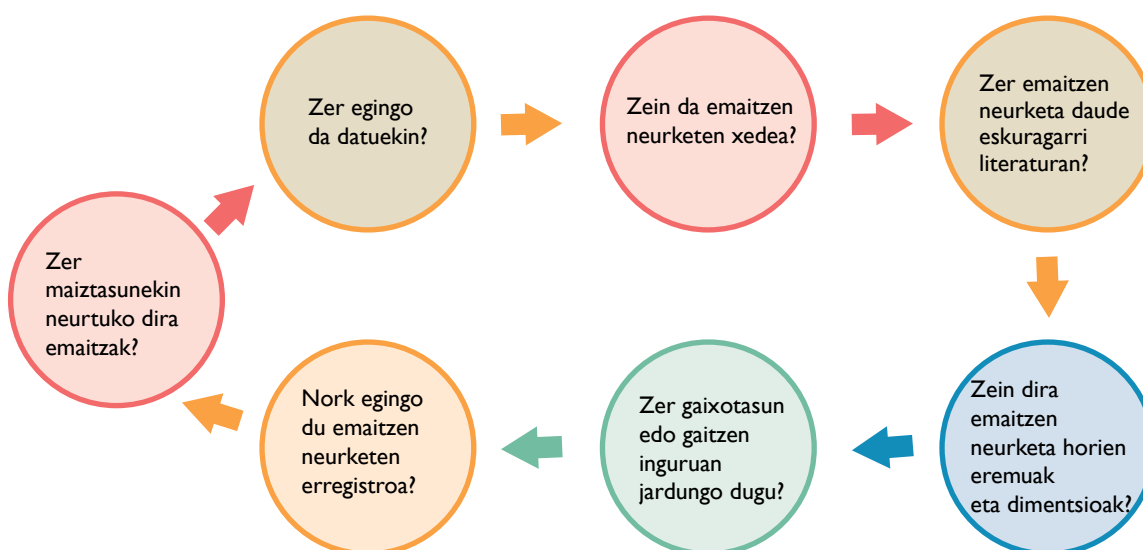 Zer egingo
da datuekin?
Zein da emaitzen
neurketen xedea?
Zer emaitzen
neurketa daude
eskuragarri
literaturan?
Zein dira
emaitzen
neurketa horien
eremuak
eta dimentsioak?
Zer gaixotasun
edo gaitzen
inguruan
jardungo dugu?
Nork egingo
du emaitzen
neurketen
erregistroa?
Zer
maiztasunekin
neurtuko dira
emaitzak?